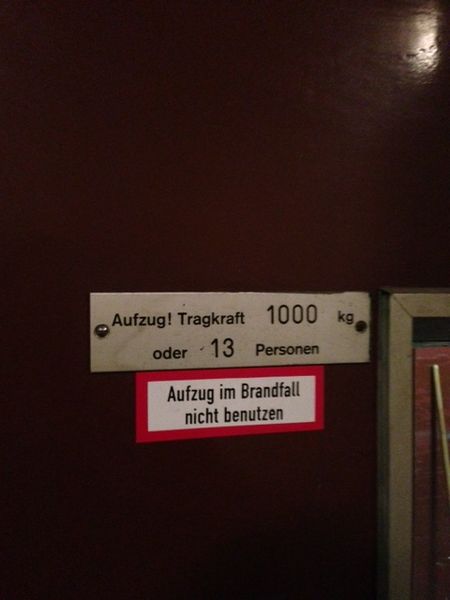 Aufzug! Tragkraft 1000 kg
oder 13 Personen
Aufzug im Brandfall
nicht benutzen